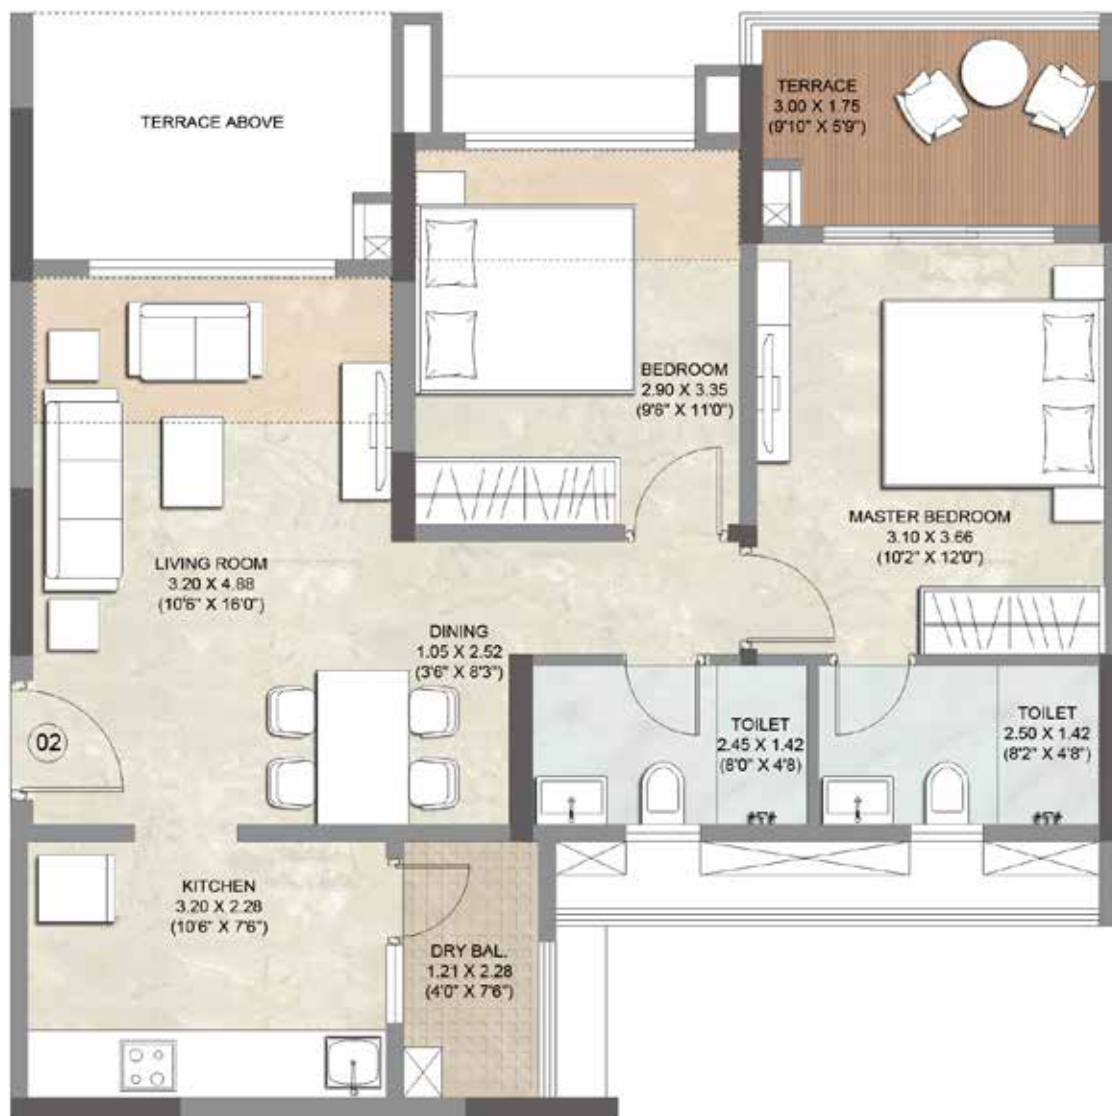 TERRACE ABOVE
TERRACE
3.00 X 1.75
(9'10" X 5'9")
BEDROOM
2.90 X 3.35
(9'6" X 11'0")
MASTER BEDROOM
3.10 X 3.66
(10'2" X 12'0")
LIVING ROOM
3.20 X 4.88
(10'6" X 16'0")
DINING
1.05 X 2.52
(3'6" X 8'3")
02
TOILET
2.45 X 1.42
(8'0" X 4'8)
TOILET
2.50 X 1.42
(8'2" X 4'8")
KITCHEN
3.20 X 2.28
(10'6" X 7'6")
DRY BAL.
1.21 X 2.28
(4'0" X 7'6")